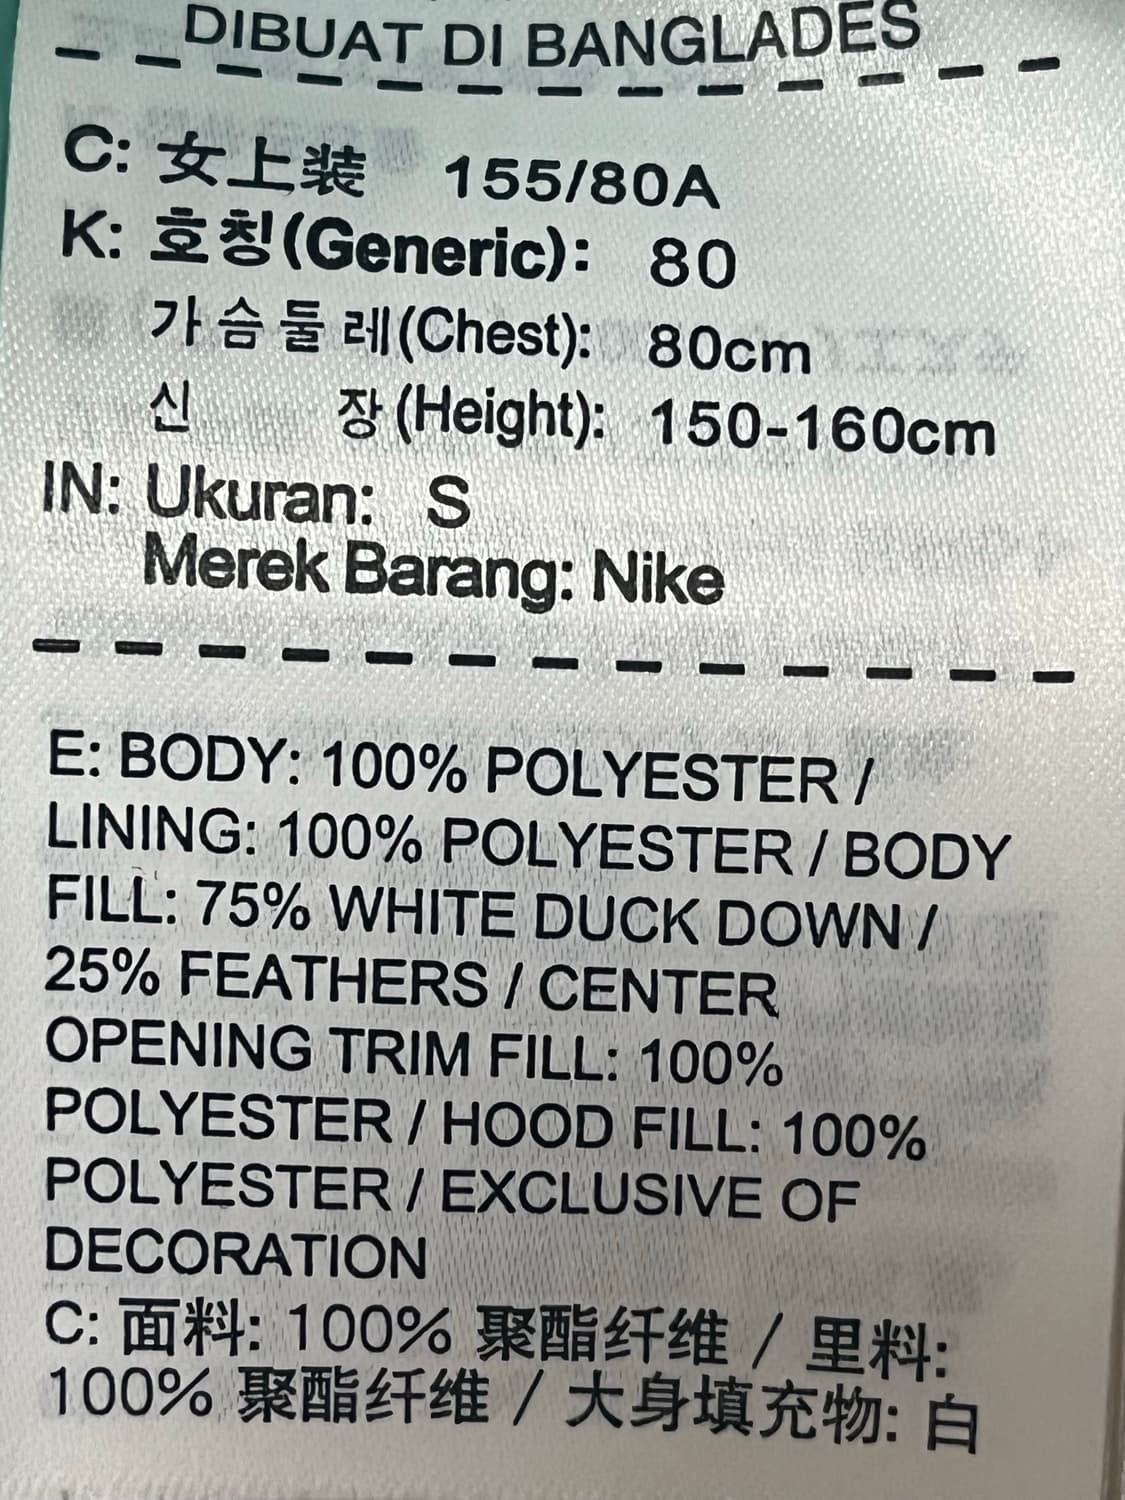 DIBUAT DI BANGLADES
C: 女上装 155/80A
K: 호칭(Generic): 80
가슴둘레(Chest): 80cm
신 장(Height): 150-160cm
IN: Ukuran: S
Merek Barang: Nike
E: BODY: 100% POLYESTER /
LINING: 100% POLYESTER / BODY
FILL: 75% WHITE DUCK DOWN /
25% FEATHERS / CENTER
OPENING TRIM FILL: 100%
POLYESTER / HOOD FILL: 100%
POLYESTER / EXCLUSIVE OF
DECORATION
C: 面料: 100% 聚酯纤维 / 里料:
100% 聚酯纤维 / 大身填充物: 白